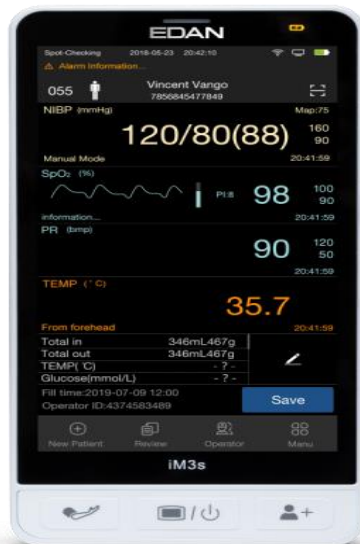 EDAN
Spot-Checking 2018-05-23 20:42:10
Alarm Information...
055 Vincent Vango
7856845477849
NIBP (mmHg) Map:75
120/80(88) 160
90
Manual Mode 20:41:59
SpO₂ (%)
PI:8 98 100
90
information... 20:41:59
PR (bmp)
90 120
50
20:41:59
TEMP (°C)
35.7
From forehead 20:41:59
Total in 346mL467g
Total out 346mL467g
TEMP(℃) - ? -
Glucose(mmol/L) - ? -
Fill time:2019-07-09 12:00
Operator ID:4374583489
Save
New Patient Review Operator Menu
iM3s